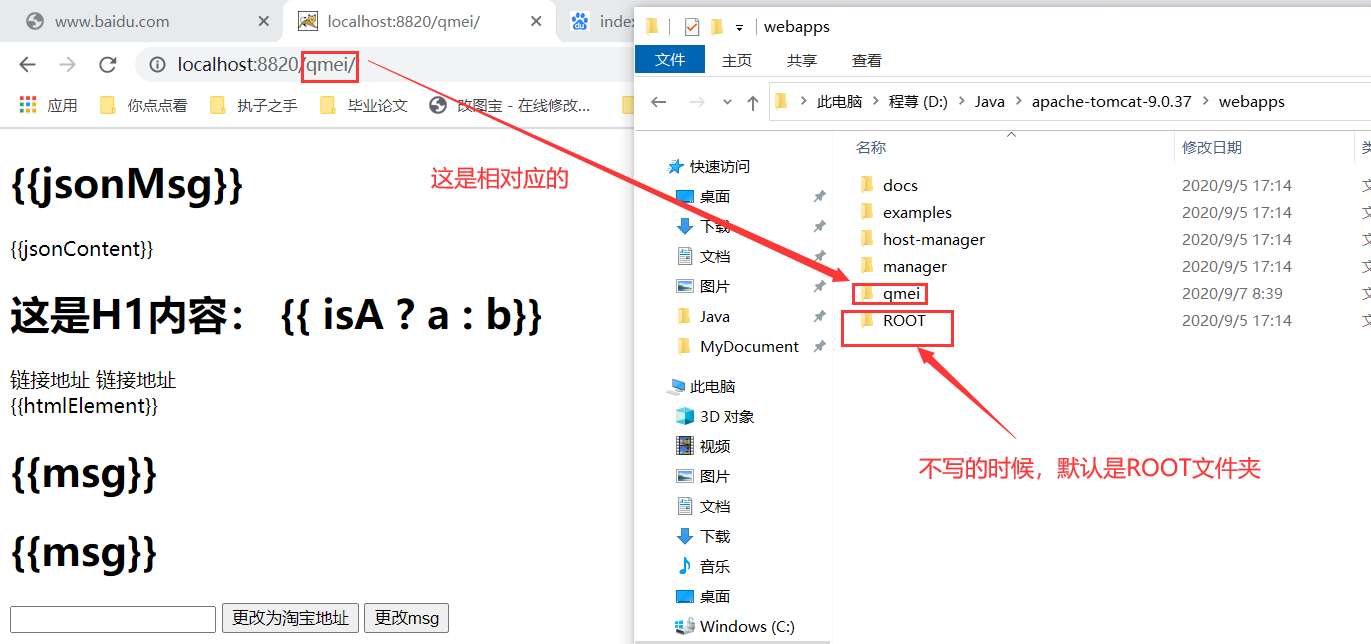 www.baidu.com
localhost:8820/qmei/
localhost:8820/qmei/
应用
你点点看
执子之手
毕业论文
改图宝 - 在线修改...
{{jsonMsg}}
{{jsonContent}}
这是H1内容： {{ isA ? a : b}}
链接地址 链接地址
{{htmlElement}}
{{msg}}
{{msg}}
更改为淘宝地址
更改msg
这是相对应的
webapps
文件
主页
共享
查看
此电脑
程幕 (D:)
Java
apache-tomcat-9.0.37
webapps
快速访问
桌面
下载
文档
图片
Java
MyDocument
此电脑
3D 对象
视频
图片
文档
下载
音乐
桌面
Windows (C:)
名称
修改日期
docs 2020/9/5 17:14
examples 2020/9/5 17:14
host-manager 2020/9/5 17:14
manager 2020/9/5 17:14
qmei 2020/9/7 8:39
ROOT 2020/9/5 17:14
不写的时候，默认是ROOT文件夹